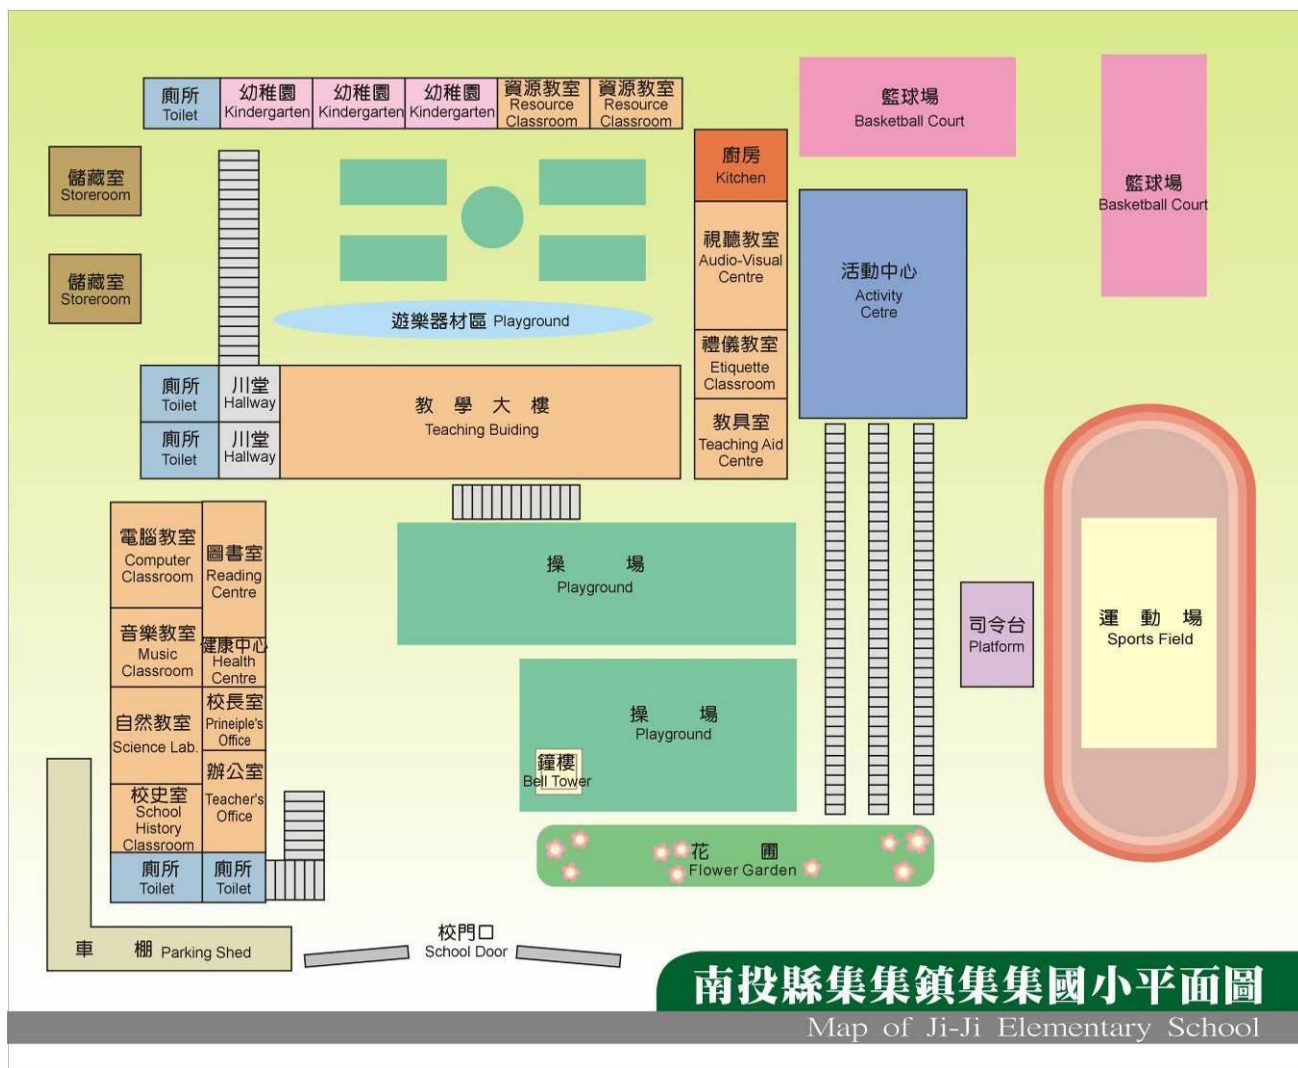 廁所
Toilet
幼稚園
Kindergarten
幼稚園
Kindergarten
幼稚園
Kindergarten
資源教室
Resource
Classroom
資源教室
Resource
Classroom
籃球場
Basketball Court
籃球場
Basketball Court
儲藏室
Storeroom
儲藏室
Storeroom
廚房
Kitchen
視聽教室
Audio-Visual
Centre
禮儀教室
Etiquette
Classroom
教具室
Teaching Aid
Centre
活動中心
Activity
Cetre
遊樂器材區 Playground
廁所
Toilet
川堂
Hallway
廁所
Toilet
川堂
Hallway
教學大樓
Teaching Buiding
電腦教室
Computer
Classroom
圖書室
Reading
Centre
音樂教室
Music
Classroom
健康中心
Health
Centre
自然教室
Science Lab.
校長室
Prineiple's
Office
辦公室
Teacher's
Office
校史室
School
History
Classroom
廁所
Toilet
廁所
Toilet
操場
Playground
操場
Playground
鐘樓
Bell Tower
司令台
Platform
運動場
Sports Field
花圃
Flower Garden
車棚 Parking Shed
校門口
School Door
南投縣集集鎮集集國小平面圖
Map of Ji-Ji Elementary School